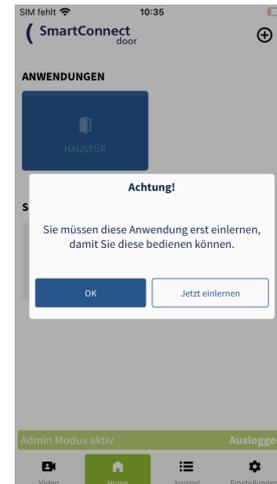 SIM fehlt 10:35
SmartConnect
door
ANWENDUNGEN
HAUSTÜR
S
Achtung!
Sie müssen diese Anwendung erst einlernen,
damit Sie diese bedienen können.
OK Jetzt einlernen
Admin Modus aktiv Auslogge
Video Home Journal Einstellungen